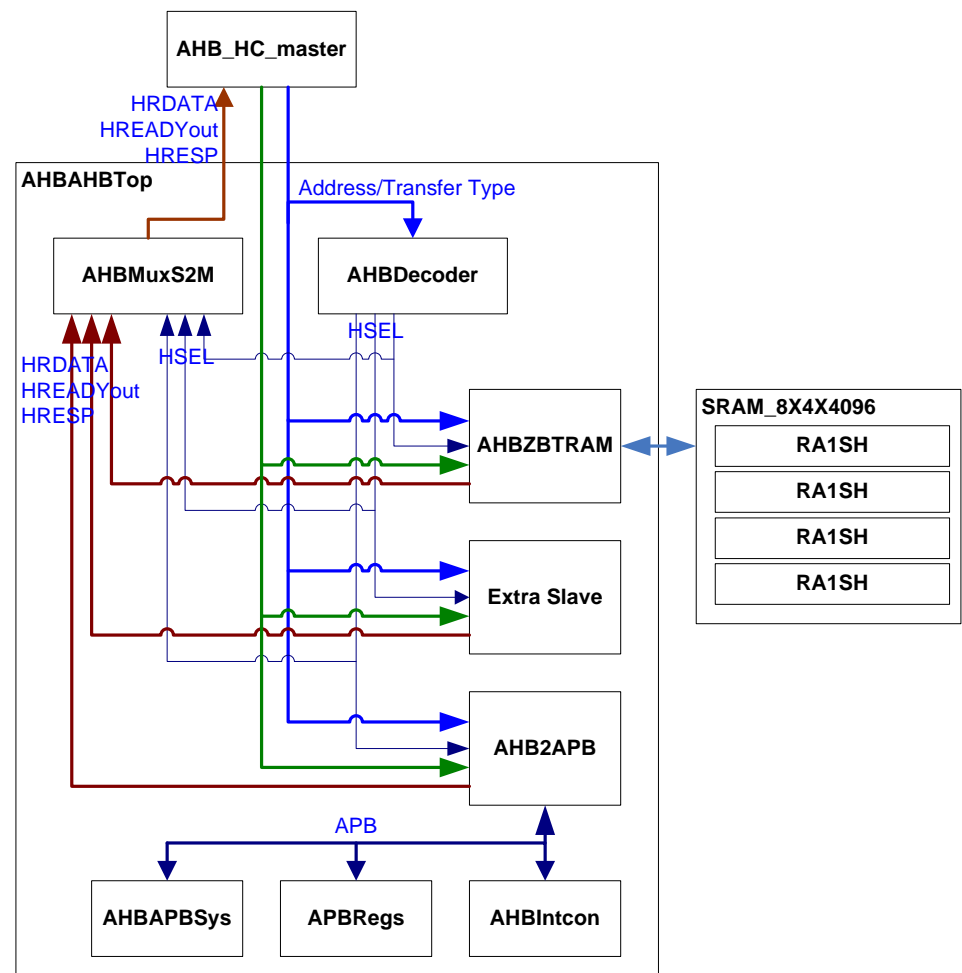 AHB_HC_master
HRDATA
HREADYout
HRESP
AHBAHBTop
Address/Transfer Type
AHBMuxS2M
AHBDecoder
HSEL
HSEL
HRDATA
HREADYout
HRESP
AHBZBTRAM
SRAM_8X4X4096
RA1SH
RA1SH
RA1SH
RA1SH
Extra Slave
AHB2APB
APB
AHBAPBSys
APBRegs
AHBIntcon